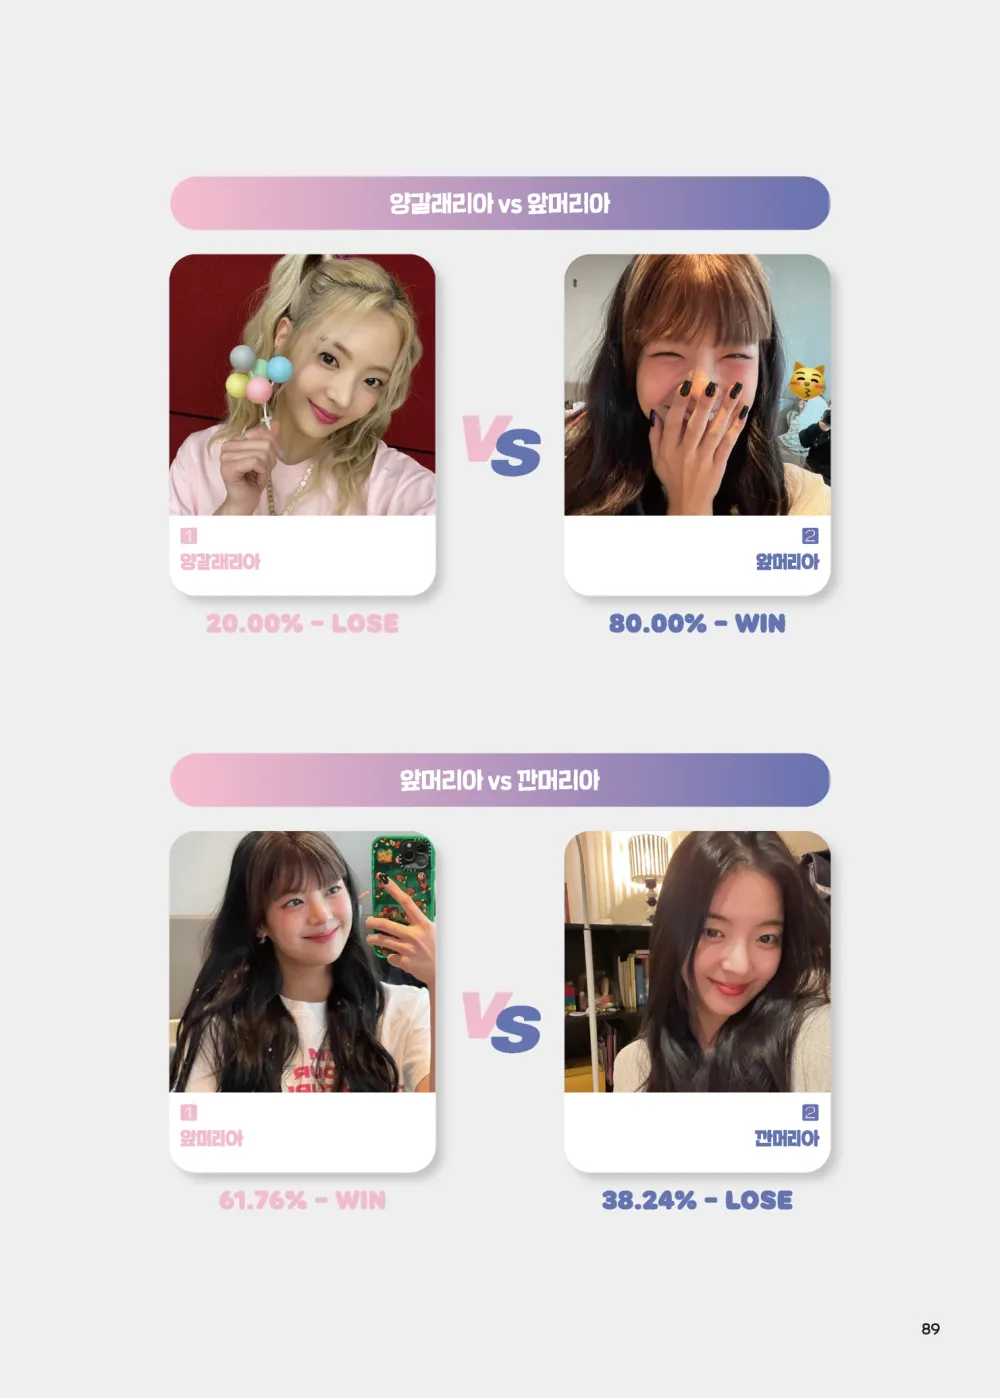 양갈래리아 vs 앞머리아
VS
1
양갈래리아
2
앞머리아
20.00% - LOSE
80.00% - WIN
앞머리아 vs 깐머리아
VS
1
앞머리아
2
깐머리아
61.76% - WIN
38.24% - LOSE
89